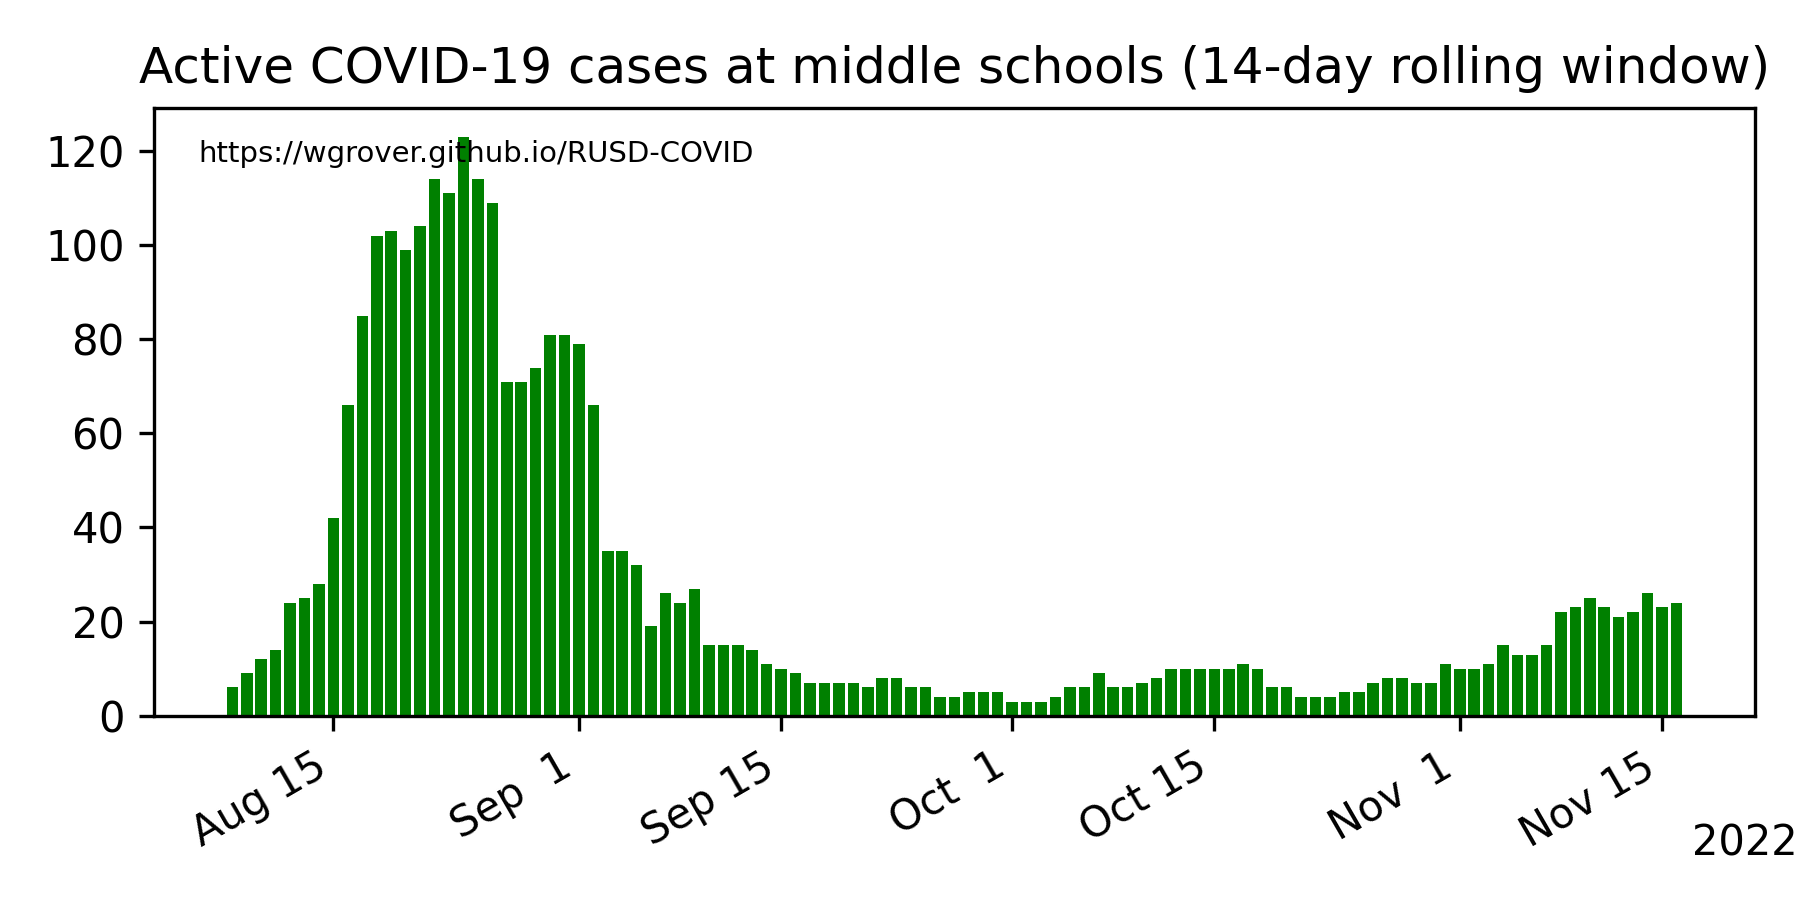 Active COVID-19 cases at middle schools (14-day rolling window)
https://wgrover.github.io/RUSD-COVID
120
100
80
60
40
20
0
Aug 15
Sep  1
Sep 15
Oct  1
Oct 15
Nov  1
Nov 15
2022